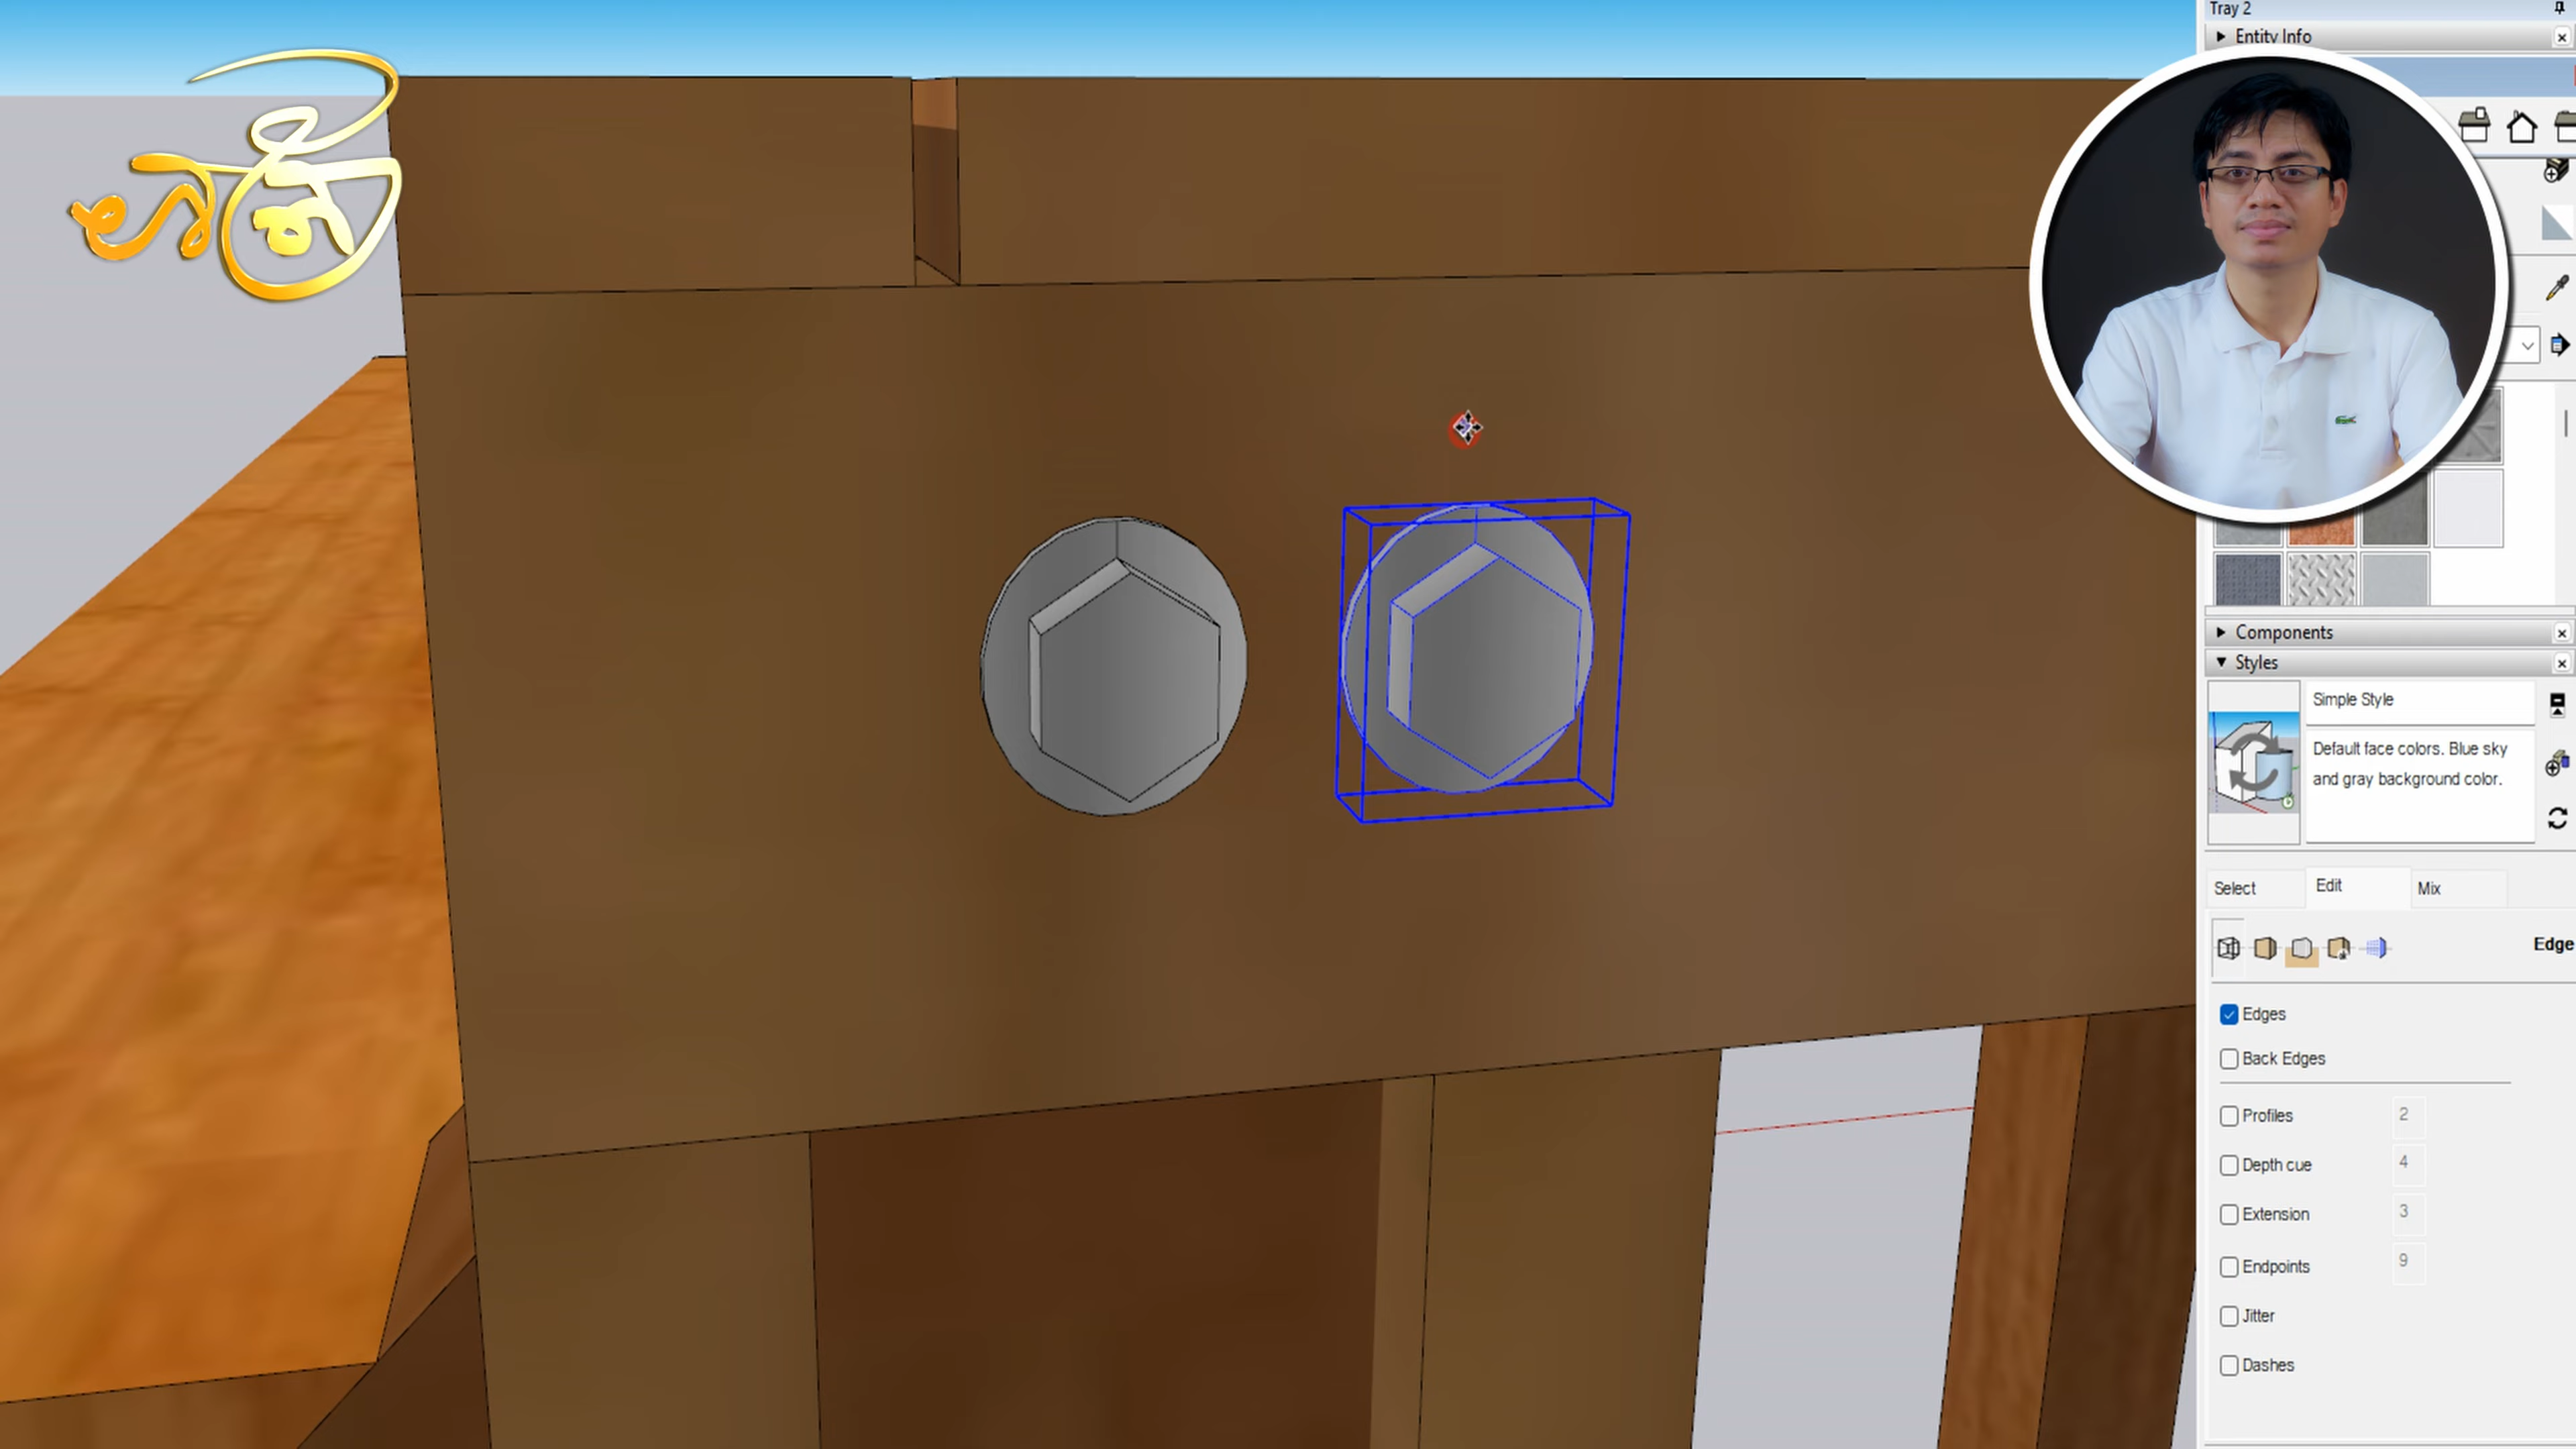 Tray 2
Entity Info
Components
Styles
Simple Style
Default face colors. Blue sky
and gray background color.
Select
Edit
Mix
Edge
Edges
Back Edges
Profiles
2
Depth cue
4
Extension
3
Endpoints
9
Jitter
Dashes